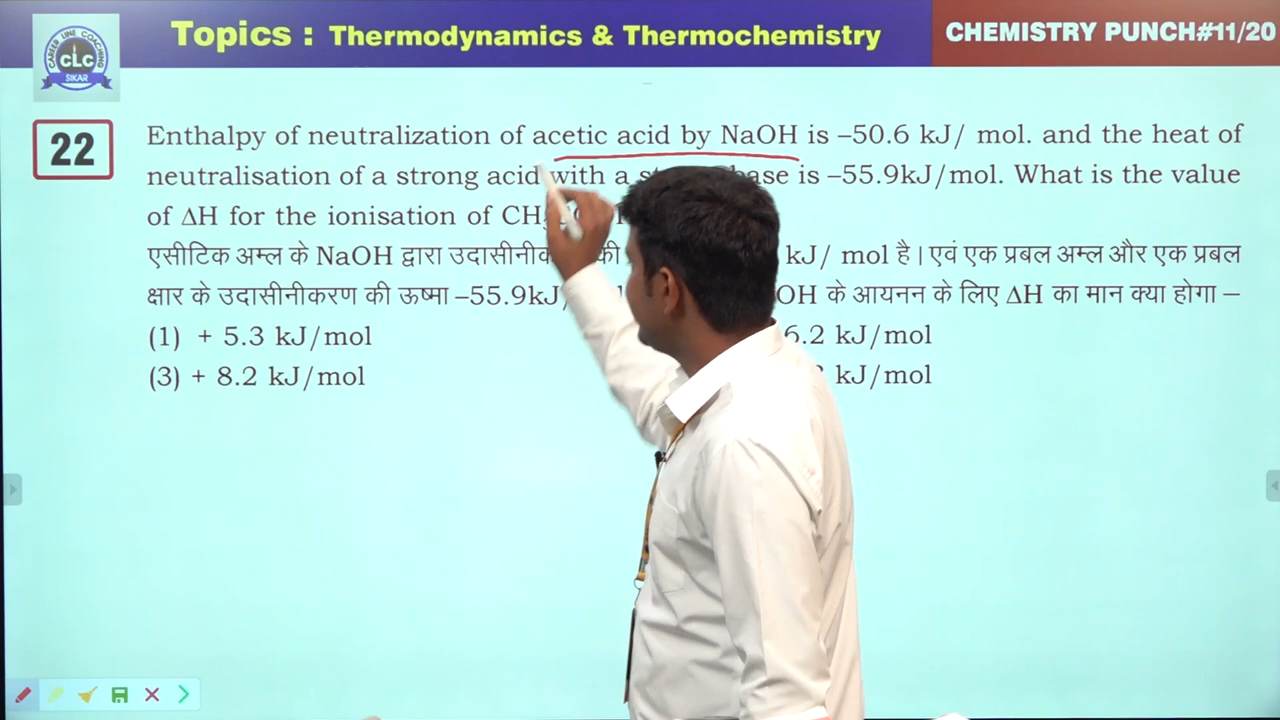 Topics : Thermodynamics & Thermochemistry
CHEMISTRY PUNCH#11/20
CAREER LINE COACHING
CLC
SIKAR
22
Enthalpy of neutralization of acetic acid by NaOH is –50.6 kJ/ mol. and the heat of
neutralisation of a strong acid with a base is –55.9kJ/mol. What is the value
of ΔH for the ionisation of
एसीटिक अम्ल के NaOH द्वारा की kJ/ mol है। एवं एक प्रबल अम्ल और एक प्रबल
क्षार के उदासीनीकरण की ऊष्मा –55.9kJ/ के आयनन के लिए ΔH का मान क्या होगा –
(1) + 5.3 kJ/mol
6.2 kJ/mol
(3) + 8.2 kJ/mol
kJ/mol